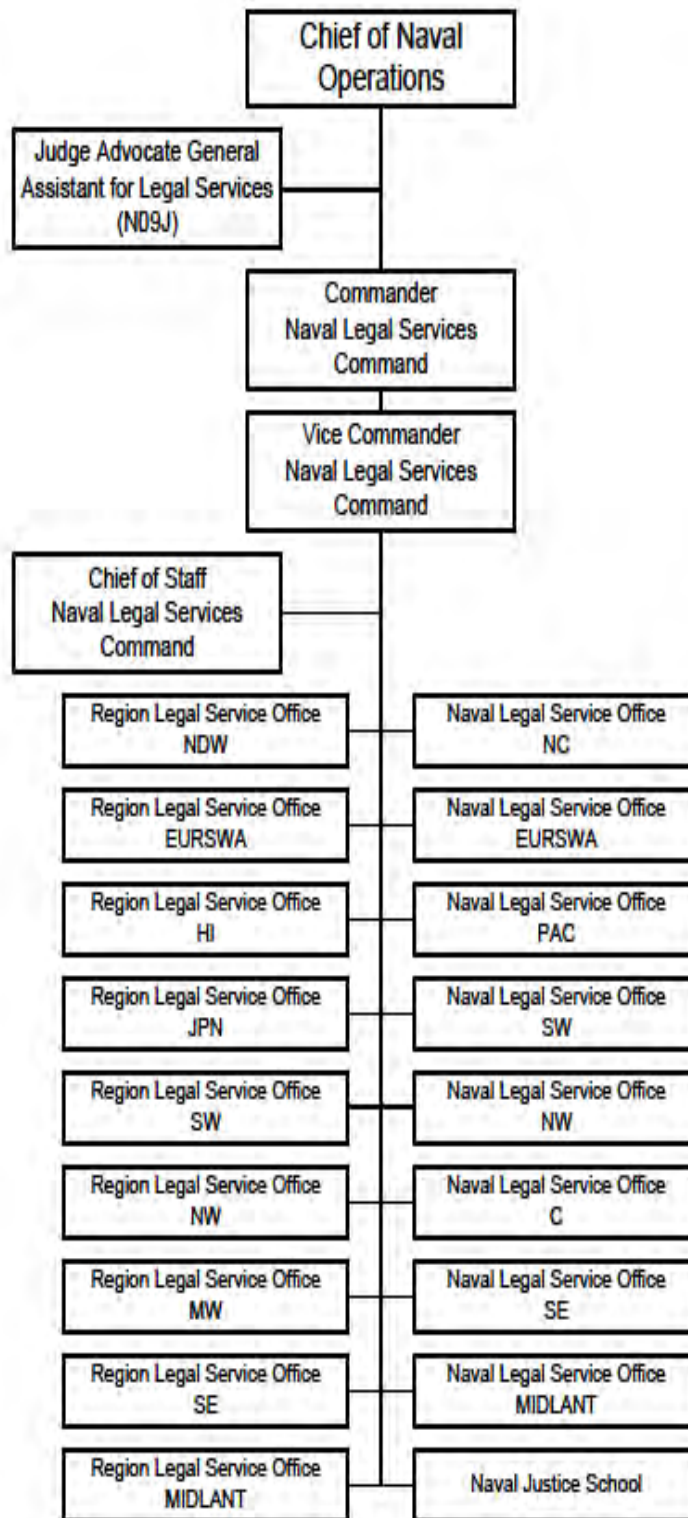 Chief of Naval
Operations
Judge Advocate General
Assistant for Legal Services
(N09J)
Commander
Naval Legal Services
Command
Vice Commander
Naval Legal Services
Command
Chief of Staff
Naval Legal Services
Command
Region Legal Service Office
NDW
Naval Legal Service Office
NC
Region Legal Service Office
EURSWA
Naval Legal Service Office
EURSWA
Region Legal Service Office
HI
Naval Legal Service Office
PAC
Region Legal Service Office
JPN
Naval Legal Service Office
SW
Region Legal Service Office
SW
Naval Legal Service Office
NW
Region Legal Service Office
NW
Naval Legal Service Office
C
Region Legal Service Office
MW
Naval Legal Service Office
SE
Region Legal Service Office
SE
Naval Legal Service Office
MIDLANT
Region Legal Service Office
MIDLANT
Naval Justice School